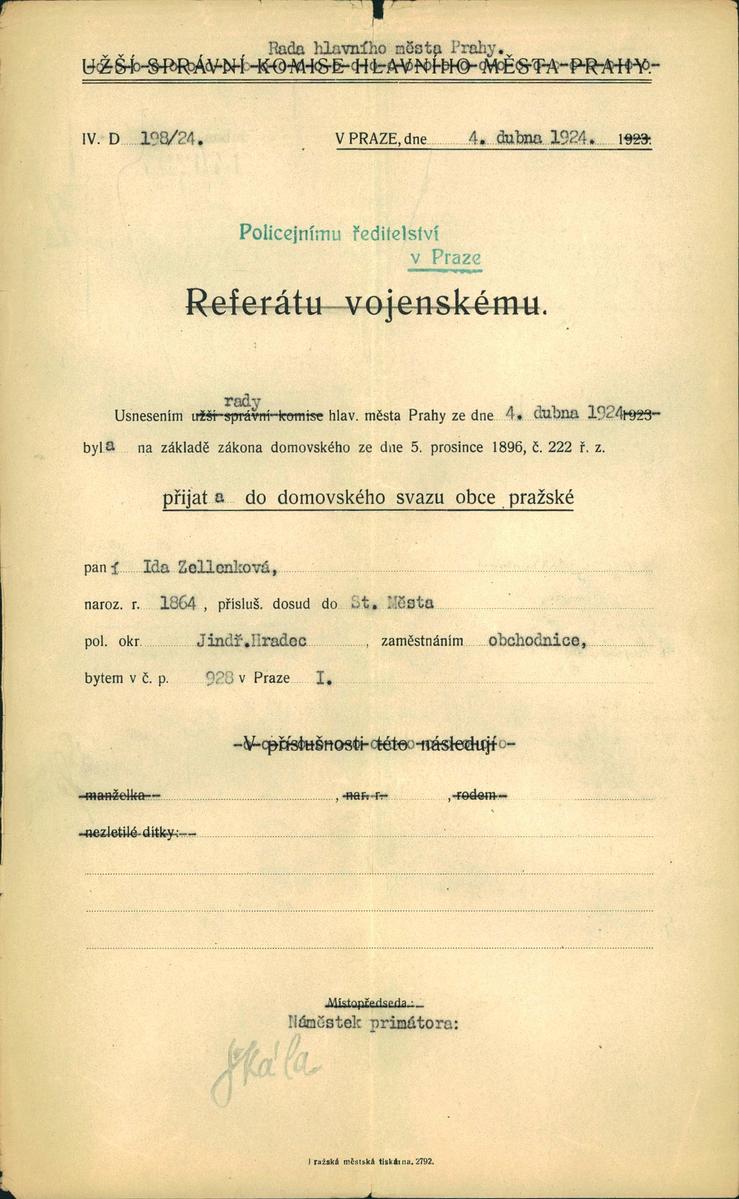 Rada hlavního města Prahy.
UŽŠÍ SPRÁVNÍ KOMISE HLAVNÍHO MĚSTA PRAHY.
IV. D 198/24. V PRAZE, dne 4. dubna 1924. 1923.
Policejnímu ředitelství
v Praze
Referátu vojenskému.
rady
Usnesením užší správní komise hlav. města Prahy ze dne 4. dubna 1924 1923
byla na základě zákona domovského ze dne 5. prosince 1896, č. 222 ř. z.
přijata do domovského svazu obce pražské
paní Ida Zellenková,
naroz. r. 1864, přísluš. dosud do St. Města
pol. okr. Jindř.Hradec, zaměstnáním obchodnice,
bytem v č. p. 928 v Praze I.
V příslušnosti této následují
manželka , nar. r. , rodem
nezletilé dítky:
Místopředseda:
Náměstek primátora:
Skála
Pražská městská tiskárna. 2792.